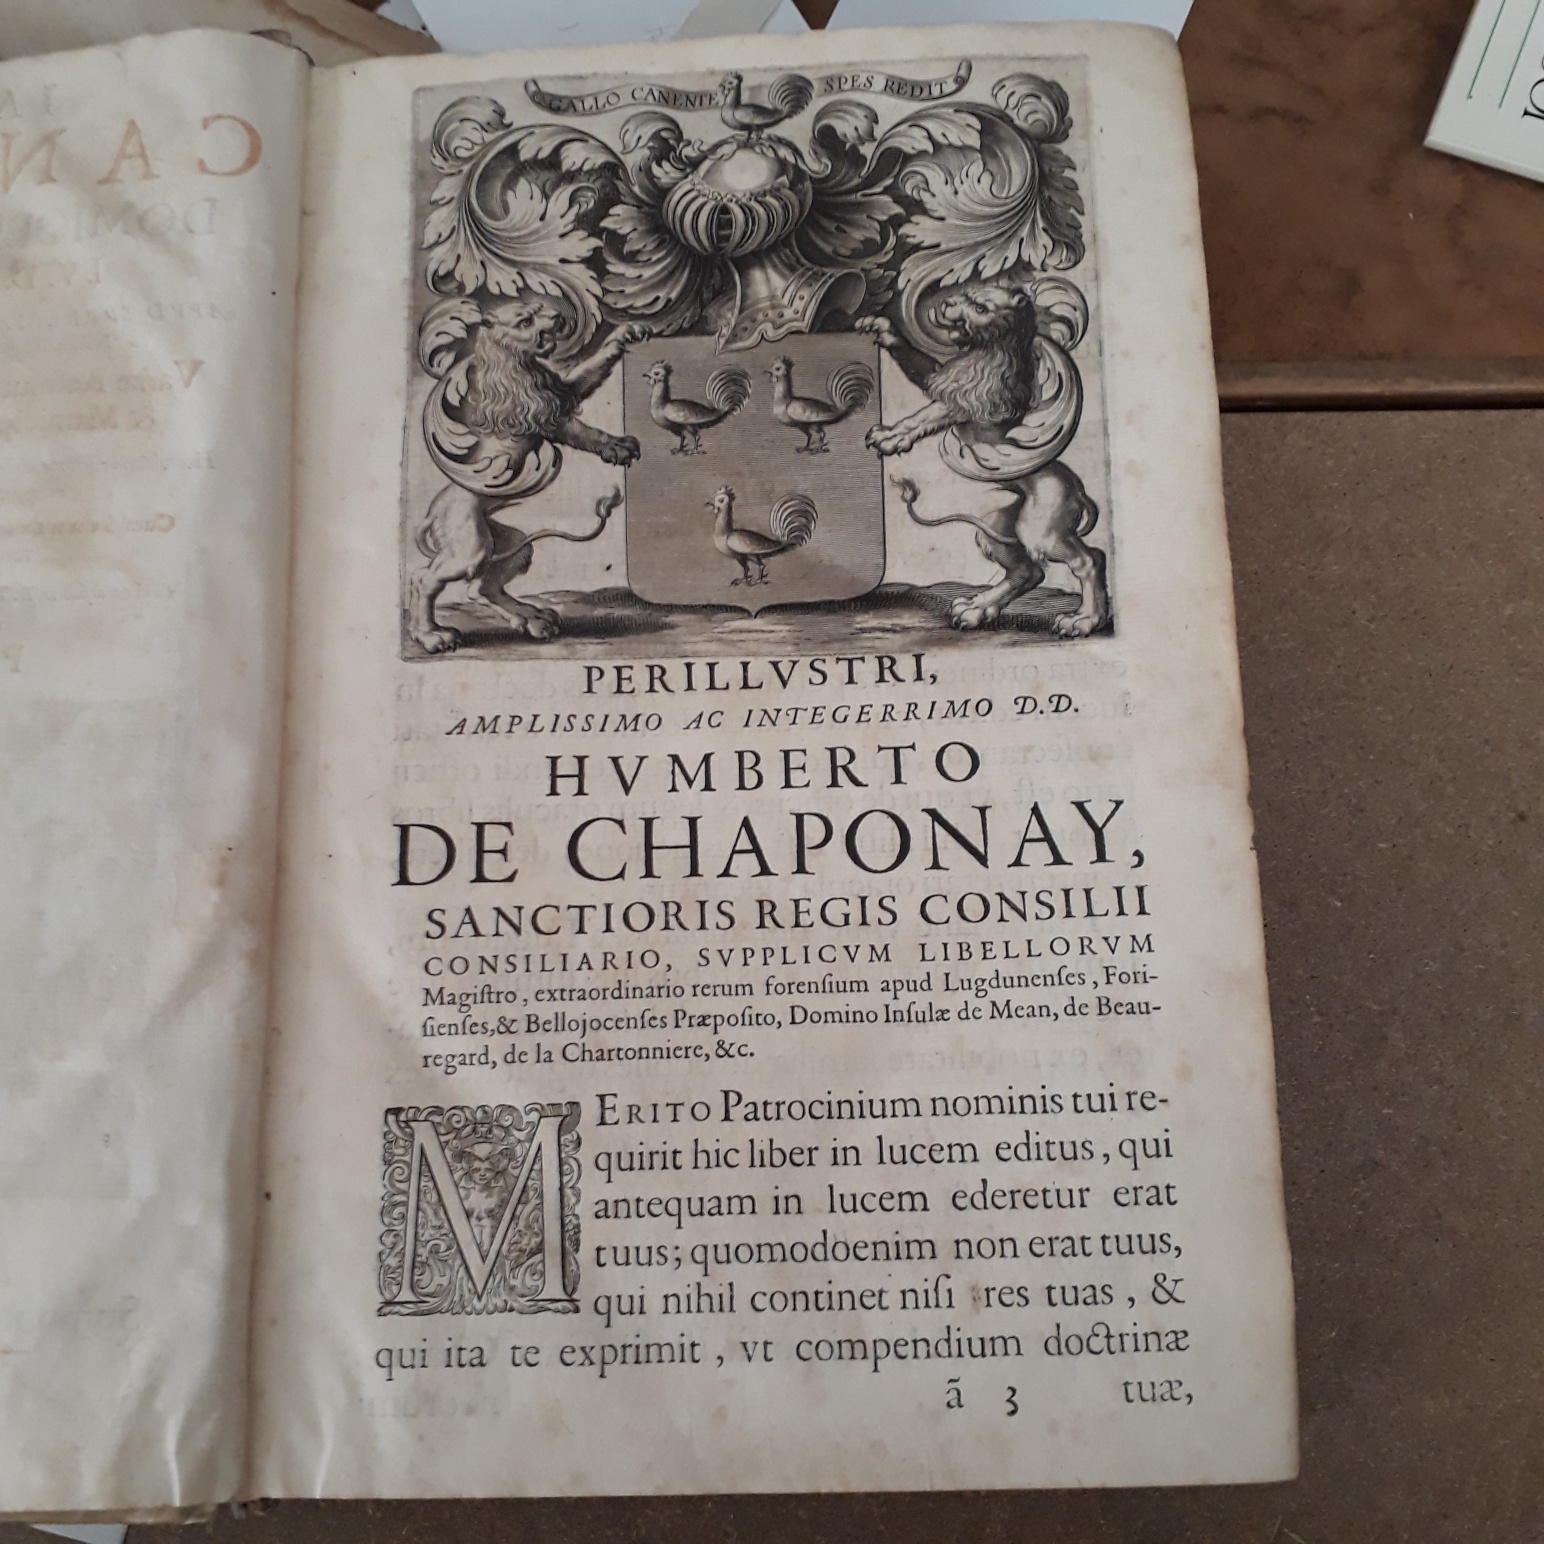 GALLO CANENTE SPES REDIT
PERILLVSTRI,
AMPLISSIMO AC INTEGERRIMO D.D.
HVMBERTO
DE CHAPONAY,
SANCTIORIS REGIS CONSILII
CONSILIARIO, SVPPLICVM LIBELLORVM
Magiſtro, extraordinario rerum forenſium apud Lugdunenſes, Fori-
ſienſes, & Bellojocenſes Præpoſito, Domino Inſulæ de Mean, de Beau-
regard, de la Chartonniere, &c.
MERITO Patrocinium nominis tui re-
quirit hic liber in lucem editus, qui
antequam in lucem ederetur erat
tuus; quomodoenim non erat tuus,
qui nihil continet niſi res tuas, &
qui ita te exprimit, vt compendium doctrinæ
ã 3 tuæ,